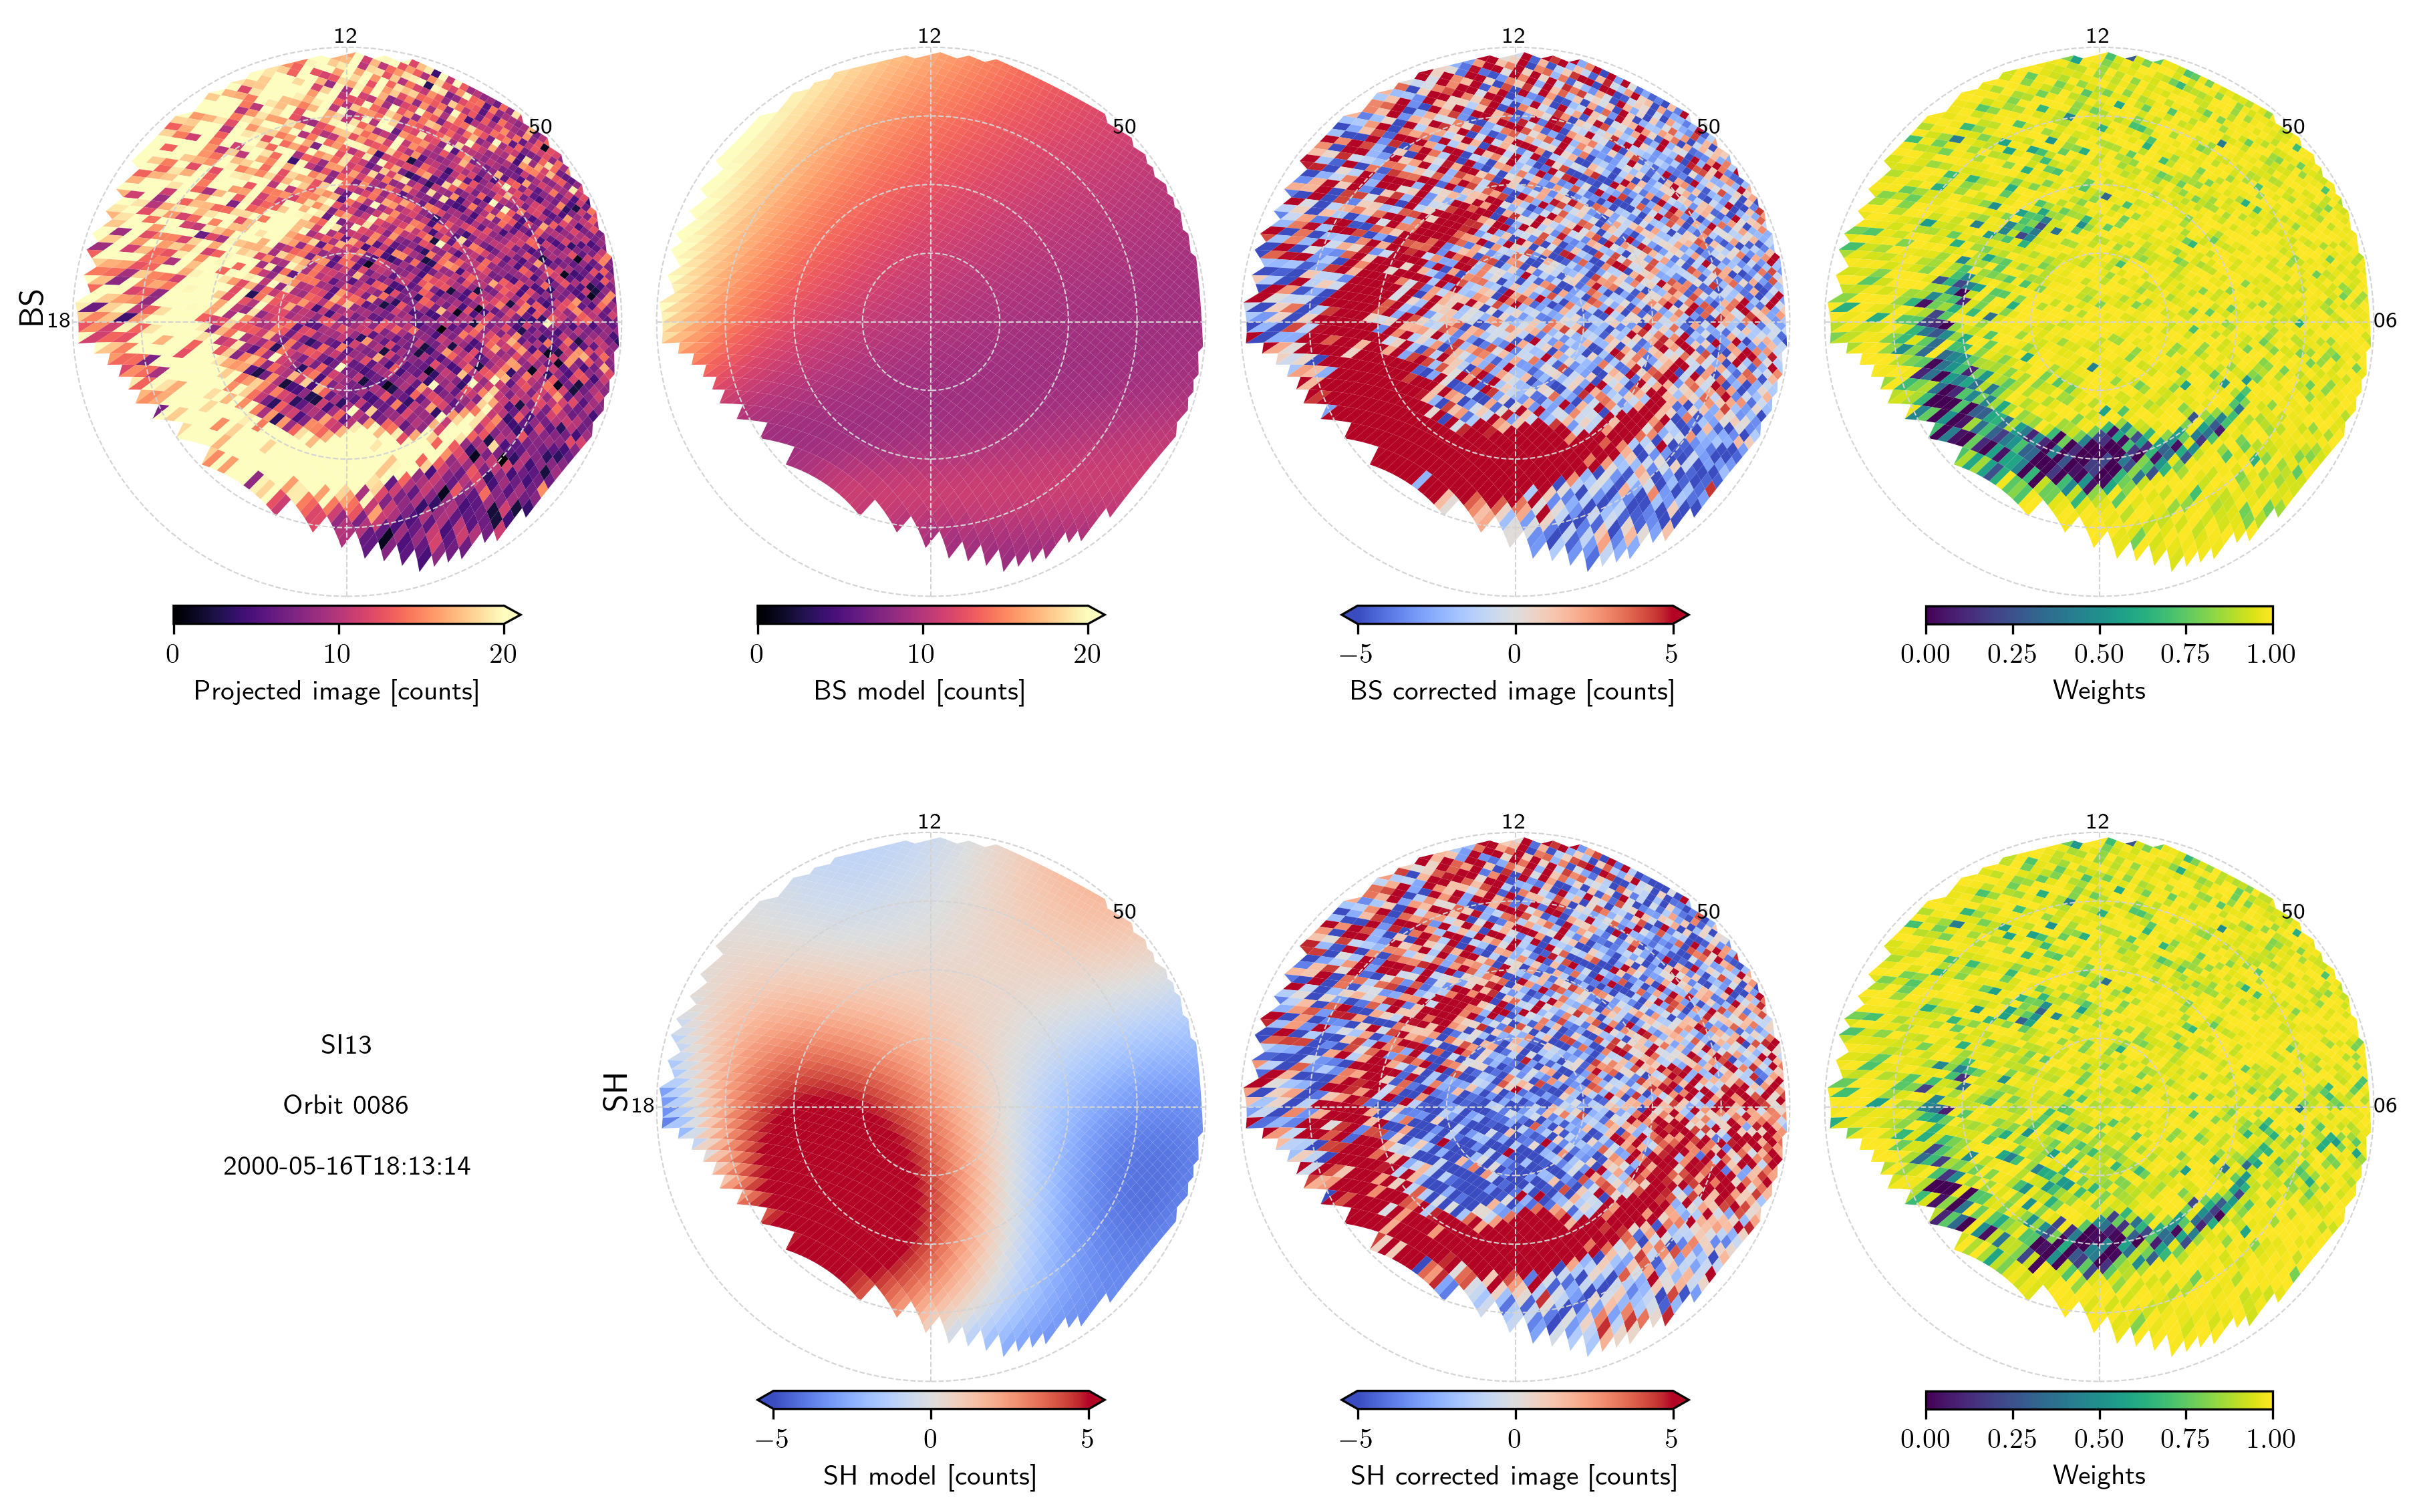 12 12 12 12
50 50 50 50
BS 18 06
0 10 20 0 10 20 −5 0 5 0.00 0.25 0.50 0.75 1.00
Projected image [counts] BS model [counts] BS corrected image [counts] Weights
12 12 12
50 50 50
SI13
Orbit 0086
2000-05-16T18:13:14
SH 18 06
−5 0 5 −5 0 5 0.00 0.25 0.50 0.75 1.00
SH model [counts] SH corrected image [counts] Weights